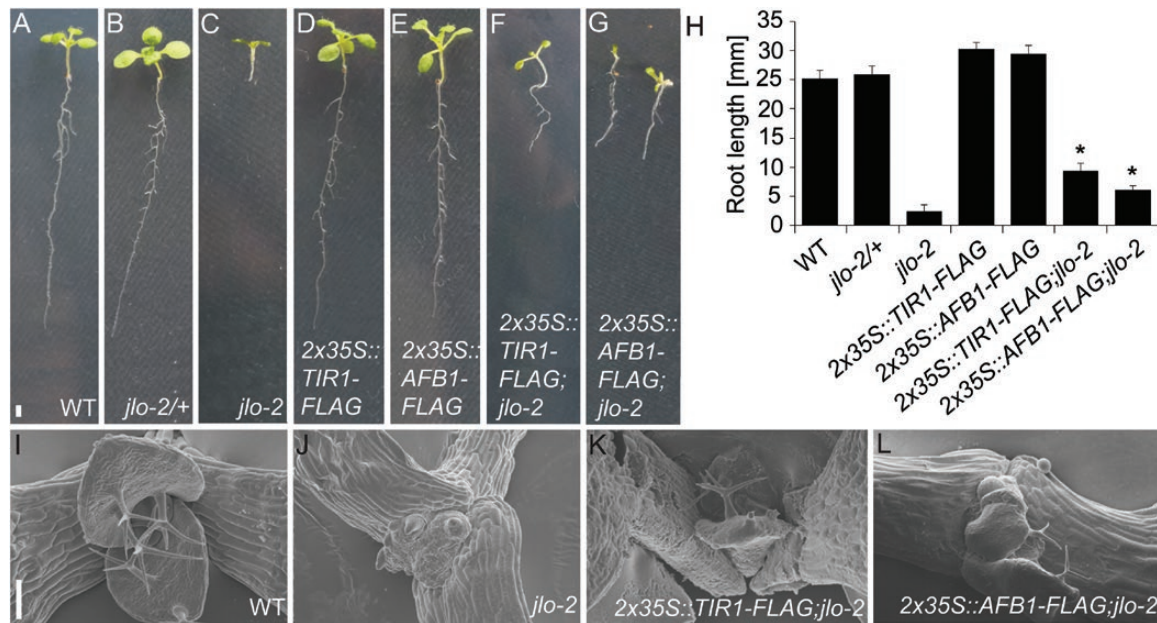 A
WT
B
jlo-2/+
C
jlo-2
D
2x35S::
TIR1-
FLAG
E
2x35S::
AFB1-
FLAG
F
2x35S::
TIR1-
FLAG;
jlo-2
G
2x35S::
AFB1-
FLAG;
jlo-2
H
Root length [mm]
35
30
25
20
15
10
5
0
*
*
WT
jlo-2/+
jlo-2
2x35S::TIR1-FLAG
2x35S::AFB1-FLAG
2x35S::TIR1-FLAG;jlo-2
2x35S::AFB1-FLAG;jlo-2
I
WT
J
jlo-2
K
2x35S::TIR1-FLAG;jlo-2
L
2x35S::AFB1-FLAG;jlo-2